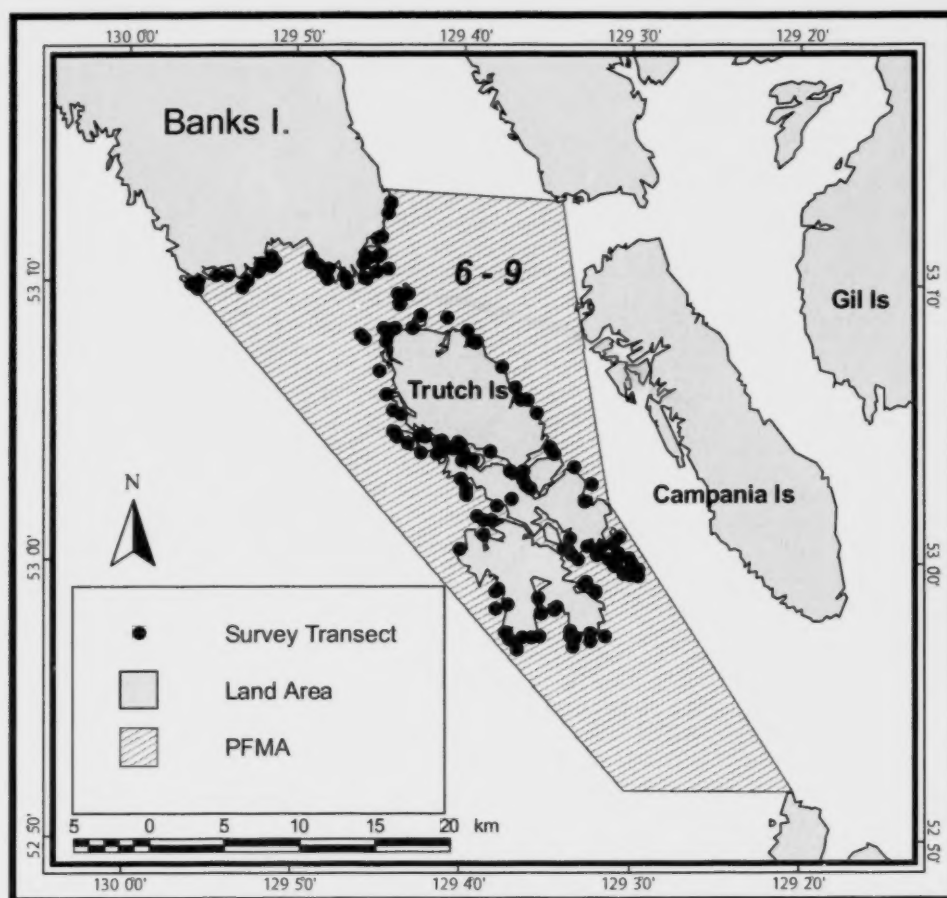 130 00' 129 50' 129 40' 129 30' 129 20'
Banks I.
6 - 9
53 10' 53 10'
Gil Is
Trutch Is
Campania Is
N
53 00' 53 00'
Survey Transect
Land Area
PFMA
5 0 5 10 15 20 km
52 50' 52 50'
130 00' 129 50' 129 40' 129 30' 129 20'